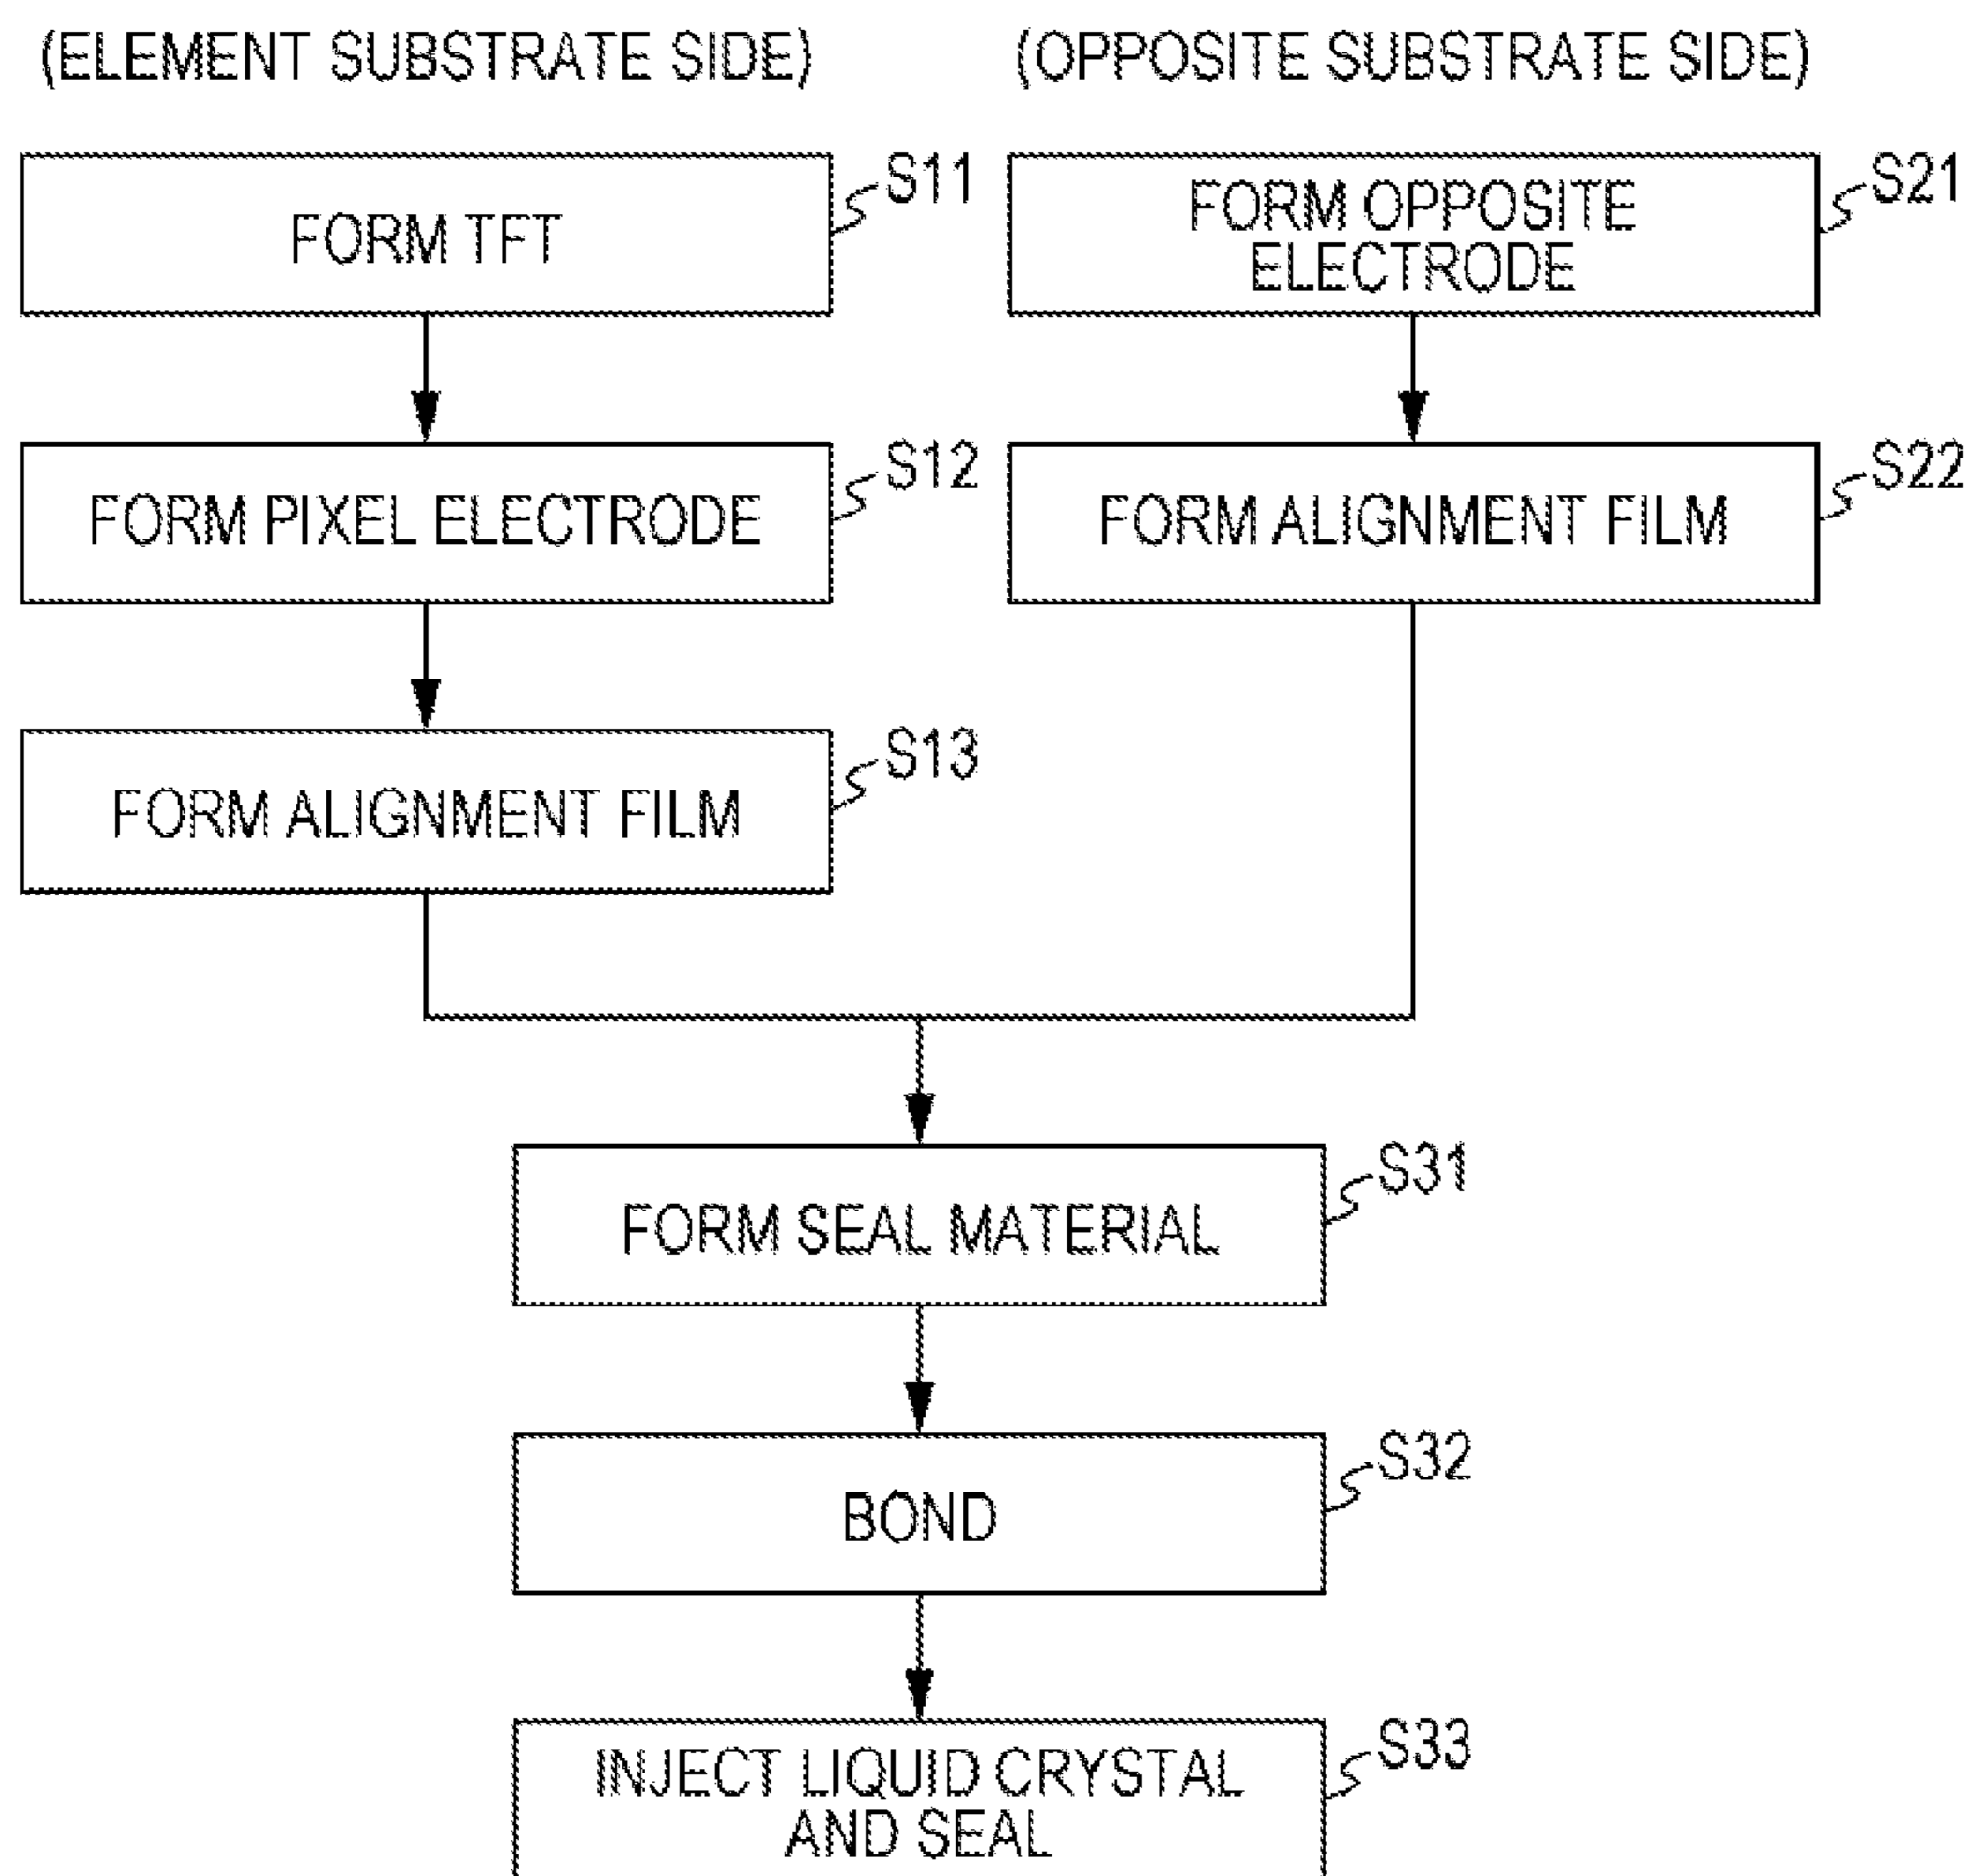 (ELEMENT SUBSTRATE SIDE)
(OPPOSITE SUBSTRATE SIDE)
FORM TFT
S11
FORM OPPOSITE
ELECTRODE
S21
FORM PIXEL ELECTRODE
S12
FORM ALIGNMENT FILM
S22
FORM ALIGNMENT FILM
S13
FORM SEAL MATERIAL
S31
BOND
S32
INJECT LIQUID CRYSTAL
AND SEAL
S33